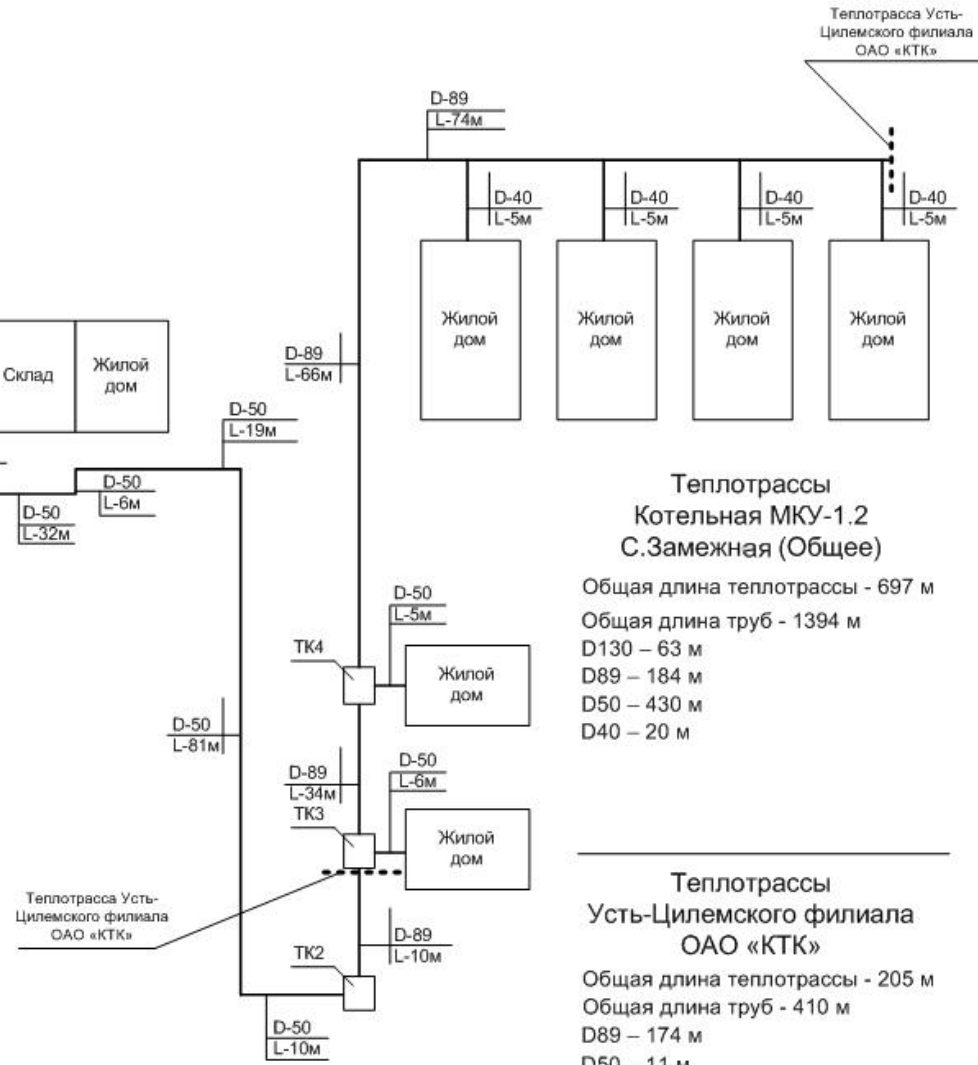 Теплотрасса Усть-
Цилемского филиала
ОАО «КТК»
D-89
L-74м
D-40
L-5м
D-40
L-5м
D-40
L-5м
D-40
L-5м
Жилой
дом
Жилой
дом
Жилой
дом
Жилой
дом
Склад
Жилой
дом
D-89
L-66м
D-50
L-19м
D-50
L-6м
D-50
L-32м
Теплотрассы
Котельная МКУ-1.2
С.Замежная (Общее)
Общая длина теплотрассы - 697 м
Общая длина труб - 1394 м
D130 – 63 м
D89 – 184 м
D50 – 430 м
D40 – 20 м
D-50
L-5м
ТК4
Жилой
дом
D-50
L-81м
D-89
L-34м
D-50
L-6м
ТК3
Жилой
дом
Теплотрасса Усть-
Цилемского филиала
ОАО «КТК»
D-89
L-10м
ТК2
D-50
L-10м
Теплотрассы
Усть-Цилемского филиала
ОАО «КТК»
Общая длина теплотрассы - 205 м
Общая длина труб - 410 м
D89 – 174 м
D50 – 11 м